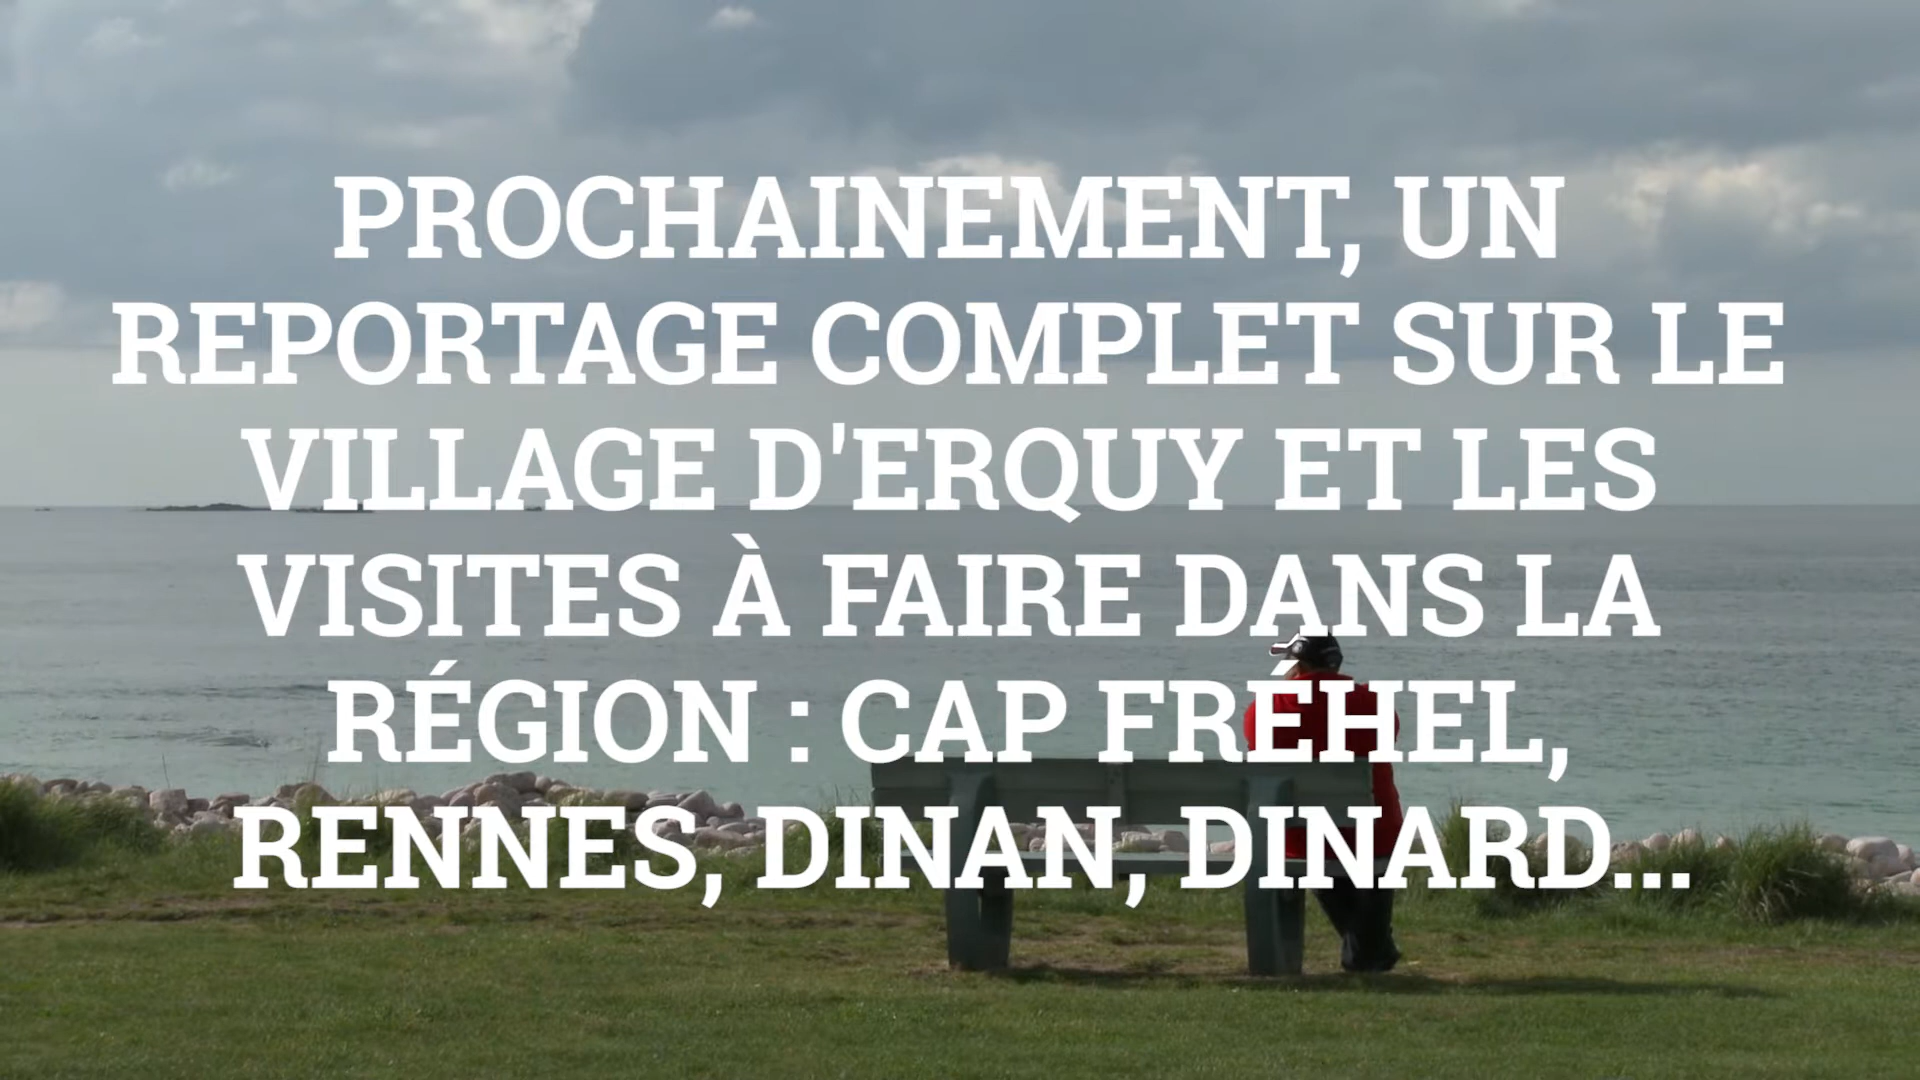 PROCHAINEMENT, UN
REPORTAGE COMPLET SUR LE
VILLAGE D'ERQUY ET LES
VISITES À FAIRE DANS LA
RÉGION : CAP FRÉHEL,
RENNES, DINAN, DINARD...